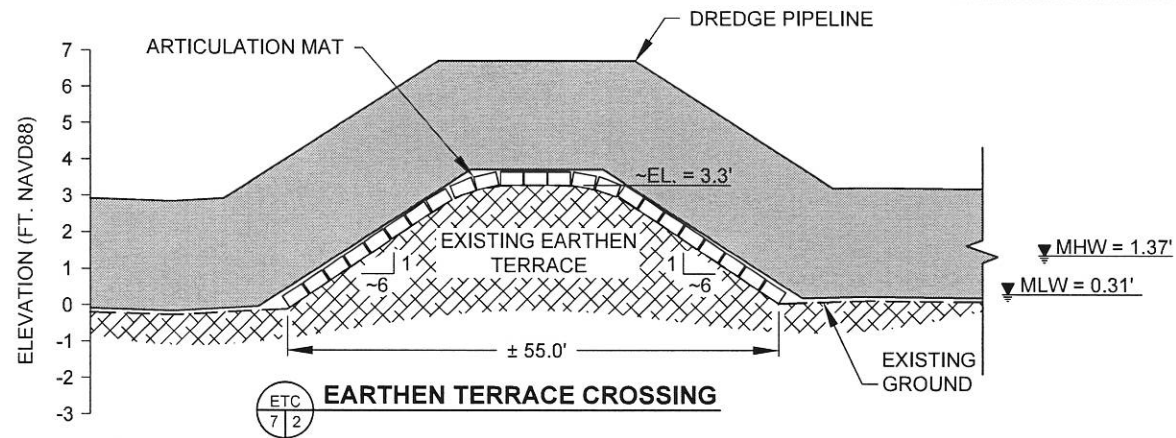 DREDGE PIPELINE
ARTICULATION MAT
ELEVATION (FT. NAVD88)
7
6
5
4
3
2
1
0
-1
-2
-3
~EL. = 3.3'
EXISTING EARTHEN
TERRACE
1
~6
1
~6
MHW = 1.37'
MLW = 0.31'
± 55.0'
EXISTING
GROUND
ETC
7 2
EARTHEN TERRACE CROSSING